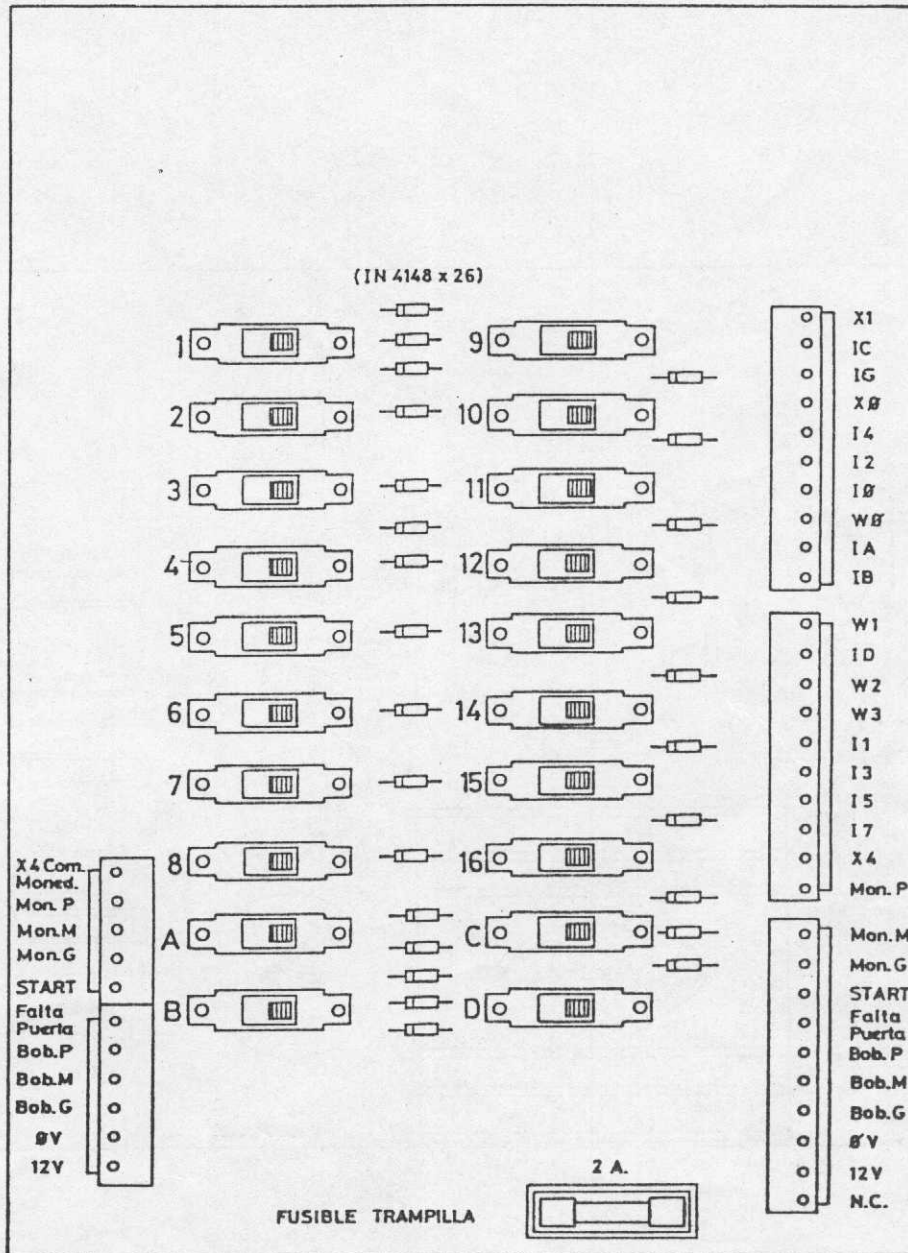 (IN 4148 x 26)
1
2
3
4
5
6
7
8
A
B
9
10
11
12
13
14
15
16
C
D
X1
IC
IG
XØ
I4
I2
IØ
WØ
IA
IB
W1
ID
W2
W3
I1
I3
I5
I7
X4
Mon. P
Mon. M
Mon. G
START
Falta
Puerta
Bob. P
Bob. M
Bob. G
ØV
12V
N.C.
X4 Com.
Moned.
Mon. P
Mon. M
Mon. G
START
Falta
Puerta
Bob. P
Bob. M
Bob. G
ØV
12V
2 A.
FUSIBLE TRAMPILLA